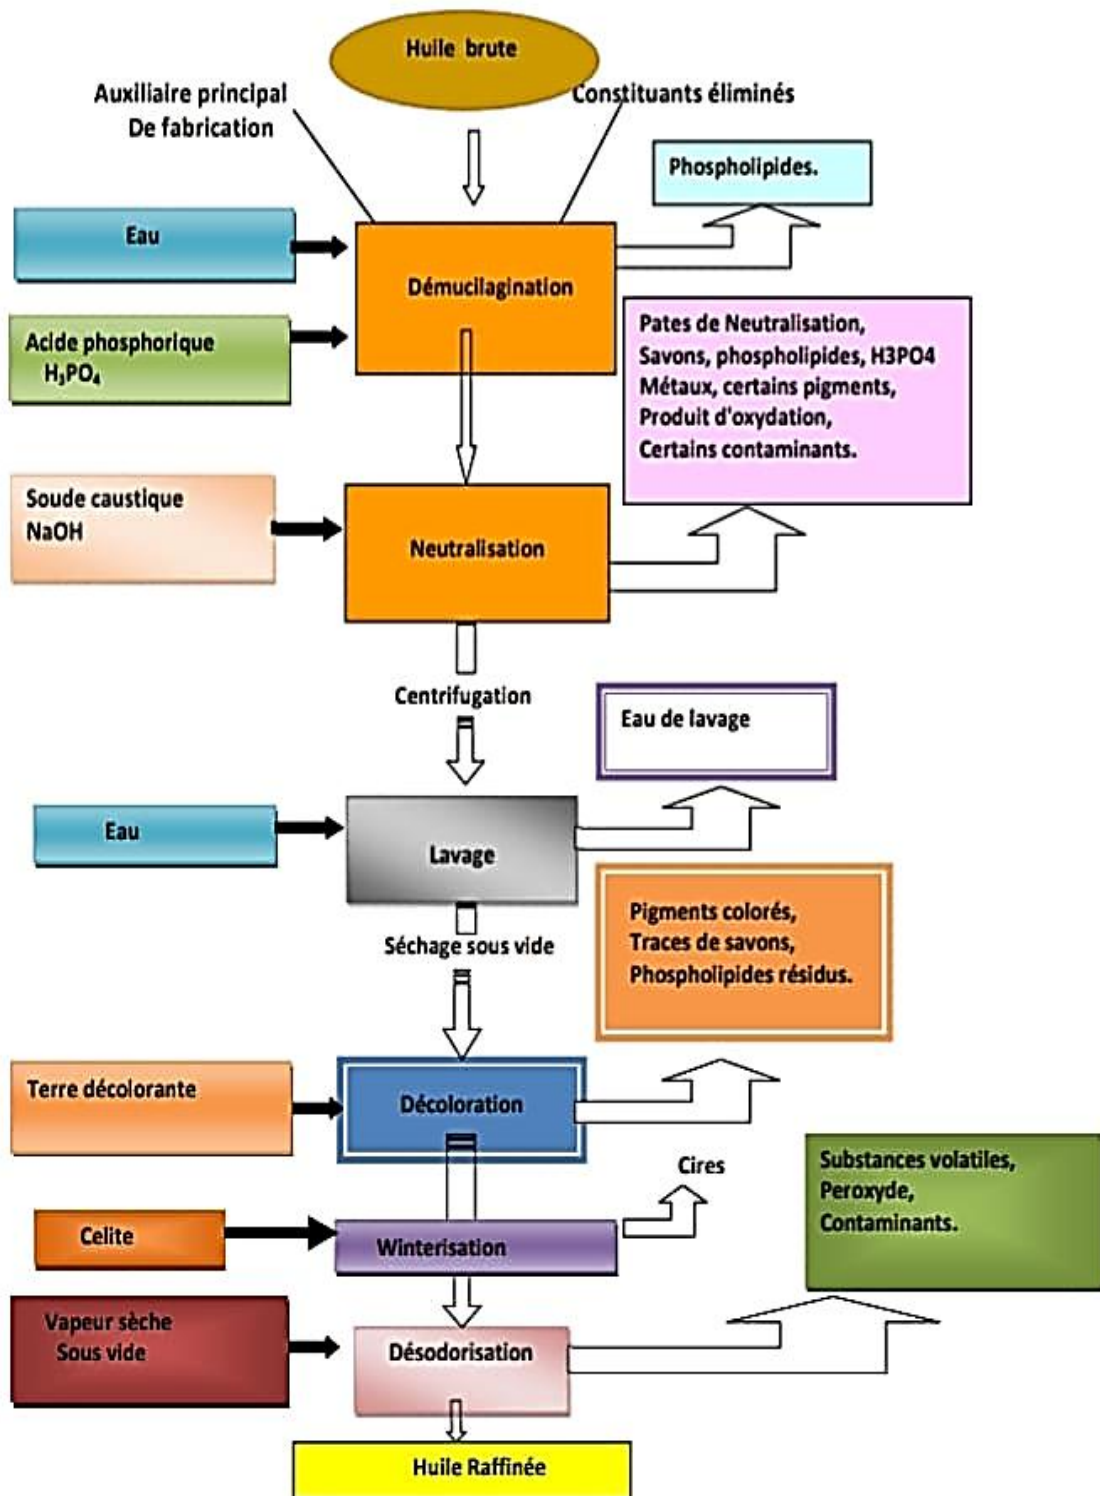 Huile brute
Auxiliaire principal
De fabrication
Constituants éliminés
Phospholipides.
Eau
Démucilagination
Acide phosphorique
H₃PO₄
Pates de Neutralisation,
Savons, phospholipides, H3PO4
Métaux, certains pigments,
Produit d'oxydation,
Certains contaminants.
Soude caustique
NaOH
Neutralisation
Centrifugation
Eau de lavage
Eau
Lavage
Pigments colorés,
Traces de savons,
Phospholipides résidus.
Séchage sous vide
Terre décolorante
Décoloration
Cires
Substances volatiles,
Peroxyde,
Contaminants.
Celite
Winterisation
Vapeur sèche
Sous vide
Désodorisation
Huile Raffinée